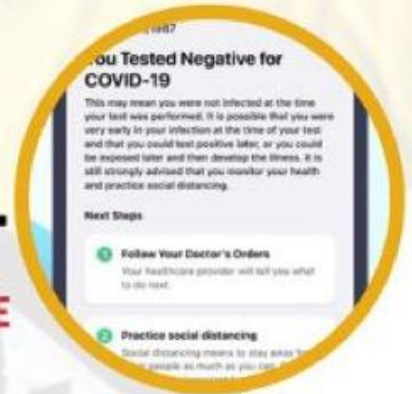 1987
You Tested Negative for
COVID-19
This may mean you were not infected at the time
your test was performed. It is possible that you were
very early in your infection at the time of your test
and that you could test positive later, or you could
be exposed later and then develop the illness. It is
still strongly advised that you monitor your health
and practice social distancing.
Next Steps
1 Follow Your Doctor's Orders
Your healthcare provider will tell you what
to do next.
2 Practice social distancing
Social distancing means to stay away
people as much as you can.
E